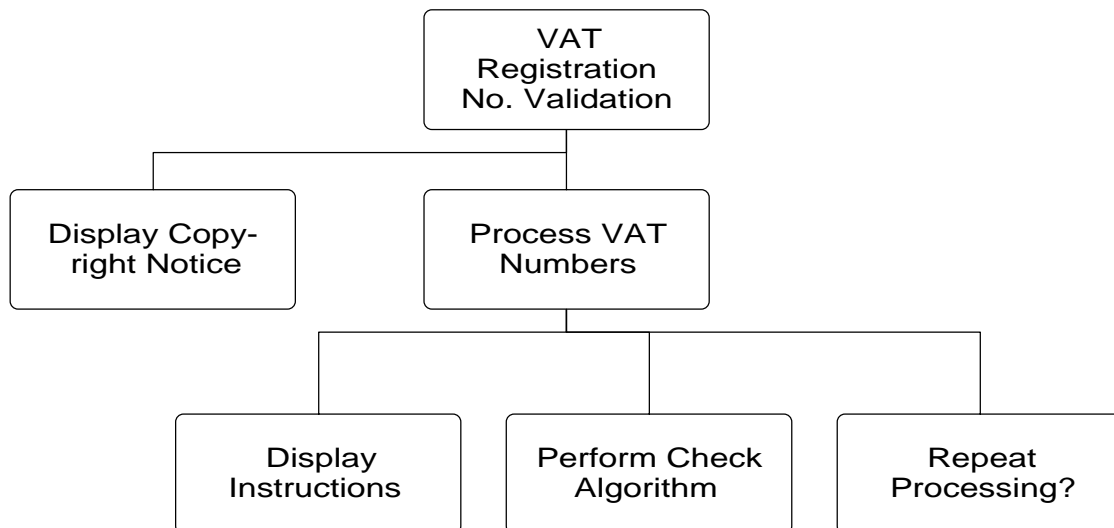 VAT
Registration
No. Validation
Display Copy-
right Notice
Process VAT
Numbers
Display
Instructions
Perform Check
Algorithm
Repeat
Processing?